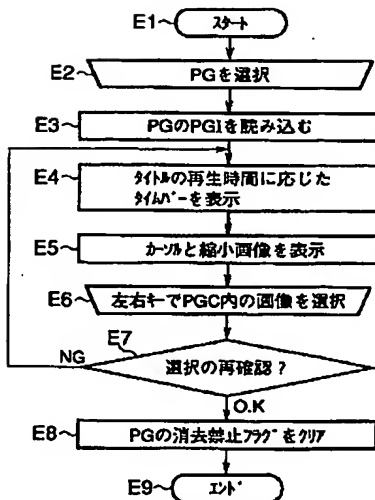 E1 スタート
E2 PGを選択
E3 PGのPGIを読み込む
E4 タイトルの再生時間に応じた
タイムバーを表示
E5 カーソルと縮小画像を表示
E6 左右キーでPGC内の画像を選択
E7
NG 選択の再確認?
O.K
E8 PGの消去禁止フラグをクリア
E9 エンド